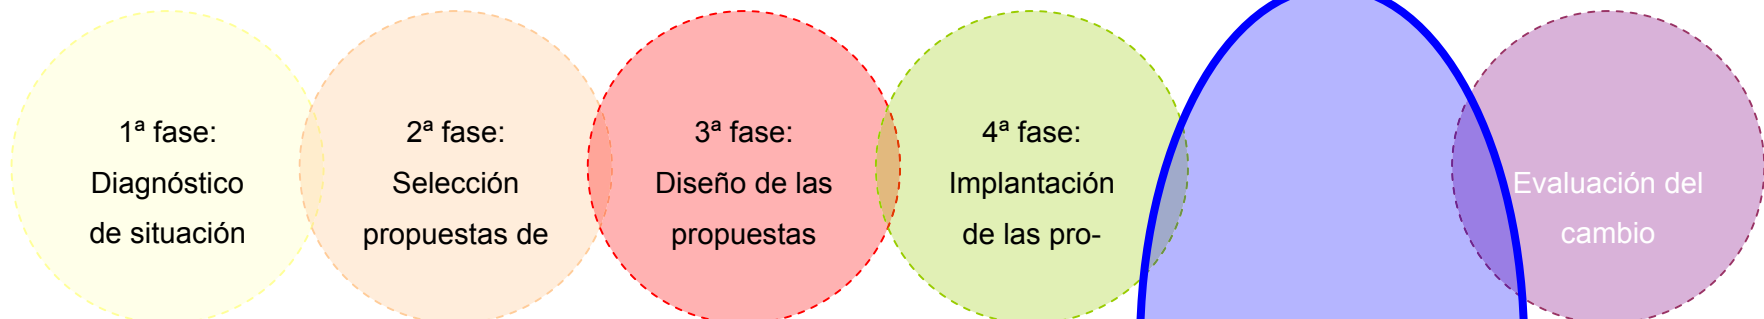 1ª fase:
Diagnóstico
de situación
2ª fase:
Selección
propuestas de
3ª fase:
Diseño de las
propuestas
4ª fase:
Implantación
de las pro-
Evaluación del
cambio